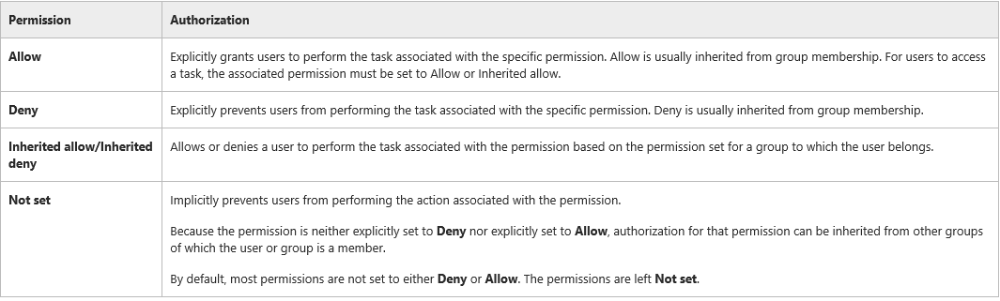 Permission Authorization
Allow Explicitly grants users to perform the task associated with the specific permission. Allow is usually inherited from group membership. For users to access
a task, the associated permission must be set to Allow or Inherited allow.
Deny Explicitly prevents users from performing the task associated with the specific permission. Deny is usually inherited from group membership.
Inherited allow/Inherited Allows or denies a user to perform the task associated with the permission based on the permission set for a group to which the user belongs.
deny
Not set Implicitly prevents users from performing the action associated with the permission.
Because the permission is neither explicitly set to Deny nor explicitly set to Allow, authorization for that permission can be inherited from other groups
of which the user or group is a member.
By default, most permissions are not set to either Deny or Allow. The permissions are left Not set.